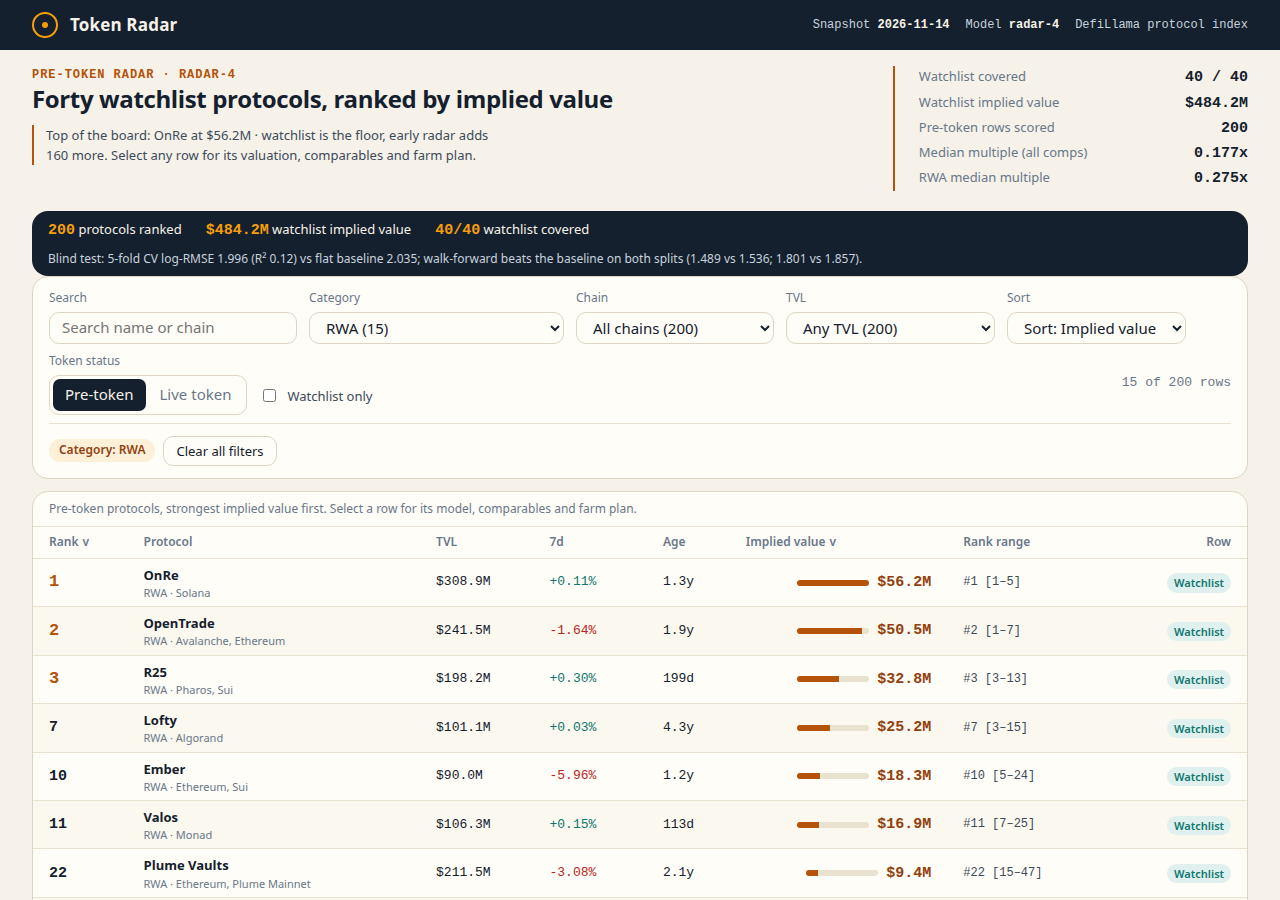 Token Radar
Snapshot 2026-11-14 Model radar-4 DefiLlama protocol index
PRE-TOKEN RADAR · RADAR-4
Forty watchlist protocols, ranked by implied value
Top of the board: OnRe at $56.2M · watchlist is the floor, early radar adds
160 more. Select any row for its valuation, comparables and farm plan.
Watchlist covered 40 / 40
Watchlist implied value $484.2M
Pre-token rows scored 200
Median multiple (all comps) 0.177x
RWA median multiple 0.275x
200 protocols ranked $484.2M watchlist implied value 40/40 watchlist covered
Blind test: 5-fold CV log-RMSE 1.996 (R² 0.12) vs flat baseline 2.035; walk-forward beats the baseline on both splits (1.489 vs 1.536; 1.801 vs 1.857).
Search Category Chain TVL Sort
Search name or chain RWA (15) All chains (200) Any TVL (200) Sort: Implied value
Token status
Pre-token Live token Watchlist only 15 of 200 rows
Category: RWA Clear all filters
Pre-token protocols, strongest implied value first. Select a row for its model, comparables and farm plan.
Rank v Protocol TVL 7d Age Implied value v Rank range Row
1 OnRe $308.9M +0.11% 1.3y $56.2M #1 [1–5] Watchlist
RWA · Solana
2 OpenTrade $241.5M -1.64% 1.9y $50.5M #2 [1–7] Watchlist
RWA · Avalanche, Ethereum
3 R25 $198.2M +0.30% 199d $32.8M #3 [3–13] Watchlist
RWA · Pharos, Sui
7 Lofty $101.1M +0.03% 4.3y $25.2M #7 [3–15] Watchlist
RWA · Algorand
10 Ember $90.0M -5.96% 1.2y $18.3M #10 [5–24] Watchlist
RWA · Ethereum, Sui
11 Valos $106.3M +0.15% 113d $16.9M #11 [7–25] Watchlist
RWA · Monad
22 Plume Vaults $211.5M -3.08% 2.1y $9.4M #22 [15–47] Watchlist
RWA · Ethereum, Plume Mainnet